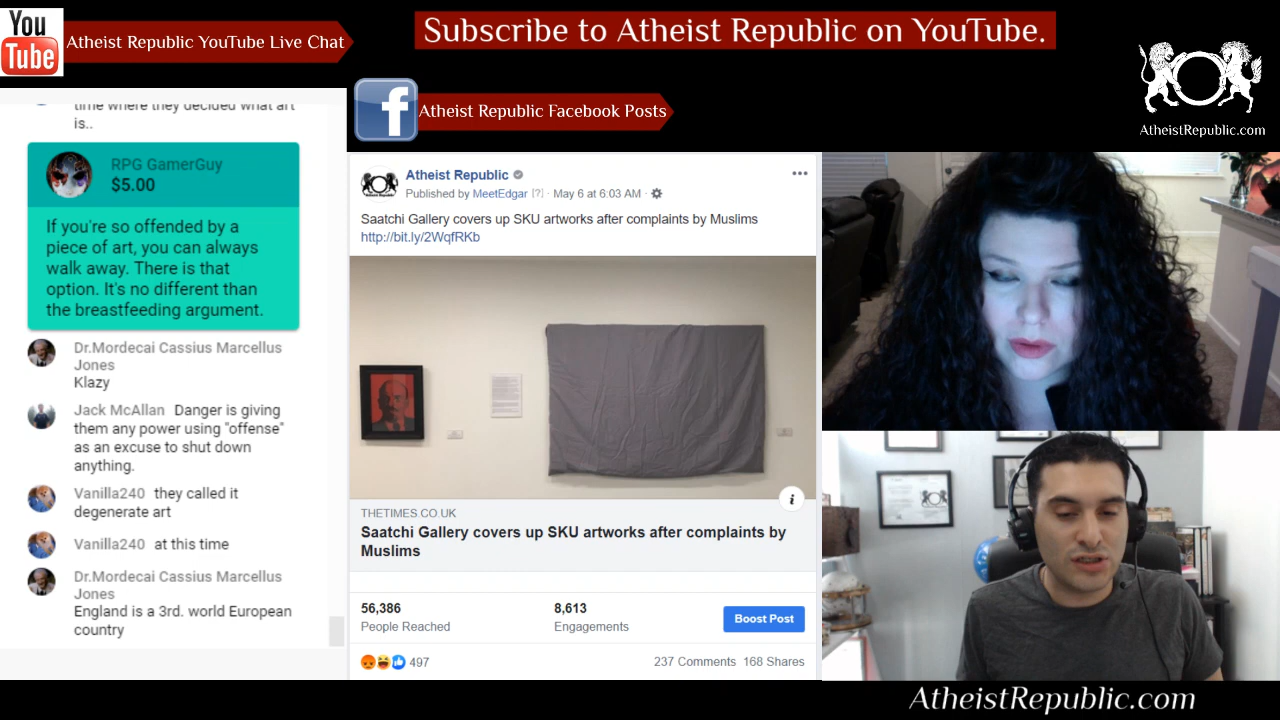 You
Tube
Atheist Republic YouTube Live Chat
Subscribe to Atheist Republic on YouTube.
AtheistRepublic.com
f
Atheist Republic Facebook Posts
time where they decided what art
is..
RPG GamerGuy
$5.00
If you're so offended by a
piece of art, you can always
walk away. There is that
option. It's no different than
the breastfeeding argument.
Dr.Mordecai Cassius Marcellus
Jones
Klazy
Jack McAllan Danger is giving
them any power using "offense"
as an excuse to shut down
anything.
Vanilla240 they called it
degenerate art
Vanilla240 at this time
Dr.Mordecai Cassius Marcellus
Jones
England is a 3rd. world European
country
Atheist Republic
Published by MeetEdgar [?] · May 6 at 6:03 AM ·
Saatchi Gallery covers up SKU artworks after complaints by Muslims
http://bit.ly/2WqfRKb
i
THETIMES.CO.UK
Saatchi Gallery covers up SKU artworks after complaints by
Muslims
56,386
People Reached
8,613
Engagements
Boost Post
497
237 Comments 168 Shares
AtheistRepublic.com